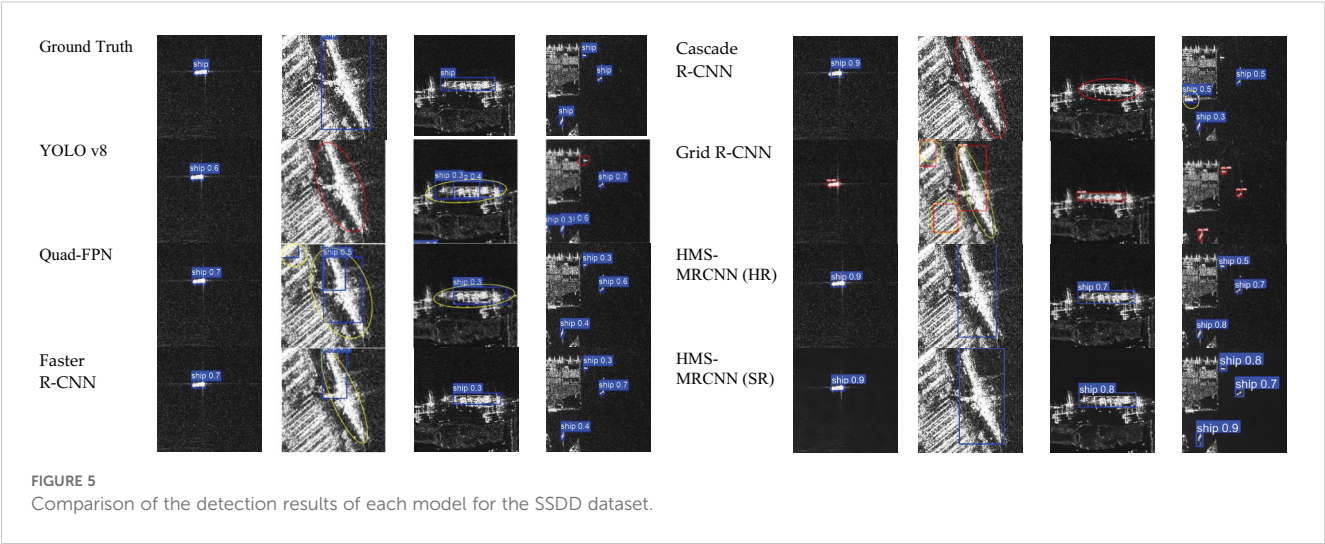 Ground Truth
ship
ship
ship
ship
ship
YOLO v8
ship 0.6
ship 0.3 0.4
ship 0.7
ship 0.3 0.6
Quad-FPN
ship 0.7
ship 0.5
ship 0.3
ship 0.3
ship 0.6
ship 0.4
Faster
R-CNN
ship 0.7
ship 0.3
ship 0.3
ship 0.7
ship 0.4
Cascade
R-CNN
ship 0.9
ship 0.5
ship 0.5
ship 0.3
Grid R-CNN
HMS-
MRCNN (HR)
ship 0.9
ship 0.7
ship 0.5
ship 0.7
ship 0.8
HMS-
MRCNN (SR)
ship 0.9
ship 0.8
ship 0.8
ship 0.7
ship 0.9
FIGURE 5
Comparison of the detection results of each model for the SSDD dataset.